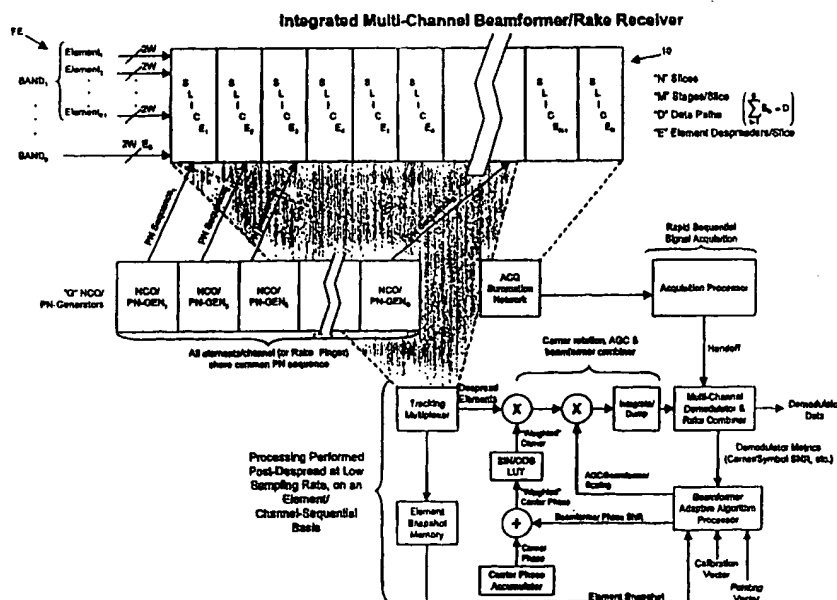 Integrated Multi-Channel Beamformer/Rake Receiver
Element₁
2W
Element₂
2W
BAND₁
2W
2W
BAND
10
S L I C E₁
S L I C E₂
S L I C E₃
S L I C E₄
S L I C E
S L I C E
S L I C E
S L I C E
"N" Slices
"M" Stages/Slice
"D" Data Paths
"E" Element Despreaders/Slice
PN Sequence
PN Sequence
"G" NCO/
PN-Generators
NCO/
PN-GEN₁
NCO/
PN-GEN₂
NCO/
PN-GEN₃
NCO/
PN-GEN
All elements/channel (or Rake Finger)
share common PN sequence
ACQ
Summation
Network
Rapid Sequential
Signal Acquisition
Acquisition Processor
Handoff
Carrier rotation, AGC &
beamformer combiner
Tracking
Multiplexer
Despread
Elements
X
X
Integrate/
Dump
Multi-Channel
Demodulator &
Rake Combiner
Demodulator
Data
Demodulator Metrics
(Carrier/Symbol SNR, etc.)
"Weighted"
Carrier
SIN/COS
LUT
AGC/Beamformer
Scaling
"Weighted"
Carrier Phase
Processing Performed
Post-Despread at Low
Sampling Rate, on an
Element/
Channel-Sequential
Basis
Element
Snapshot
Memory
+
Beamformer Phase Shift
Beamformer
Adaptive Algorithm
Processor
Carrier
Phase
Carrier Phase
Accumulator
Calibration
Vector
Pointing
Vector
Element Snapshot